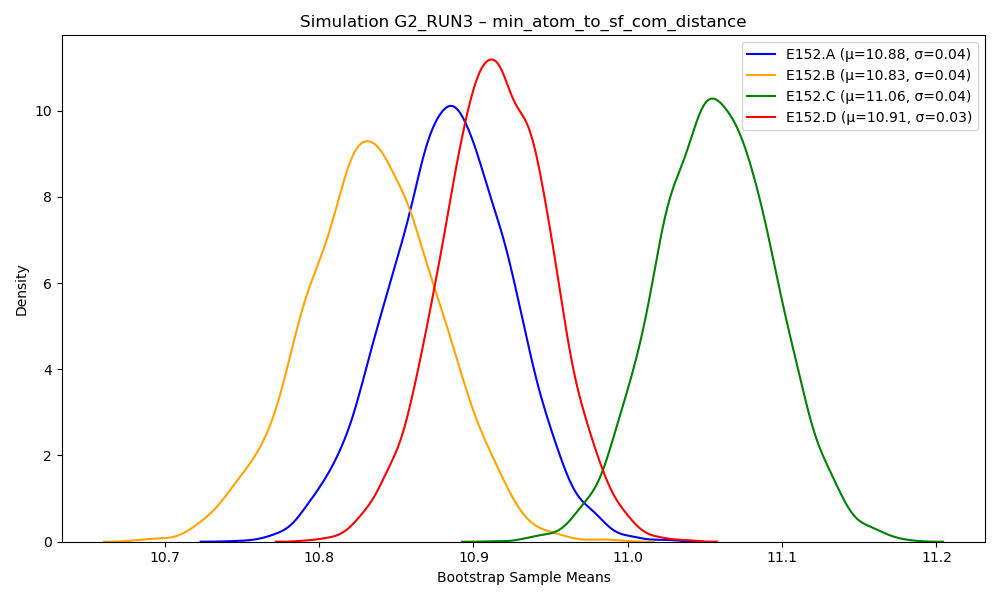 Simulation G2_RUN3 – min_atom_to_sf_com_distance
E152.A (μ=10.88, σ=0.04)
E152.B (μ=10.83, σ=0.04)
E152.C (μ=11.06, σ=0.04)
E152.D (μ=10.91, σ=0.03)
Density
10
8
6
4
2
0
10.7
10.8
10.9
11.0
11.1
11.2
Bootstrap Sample Means